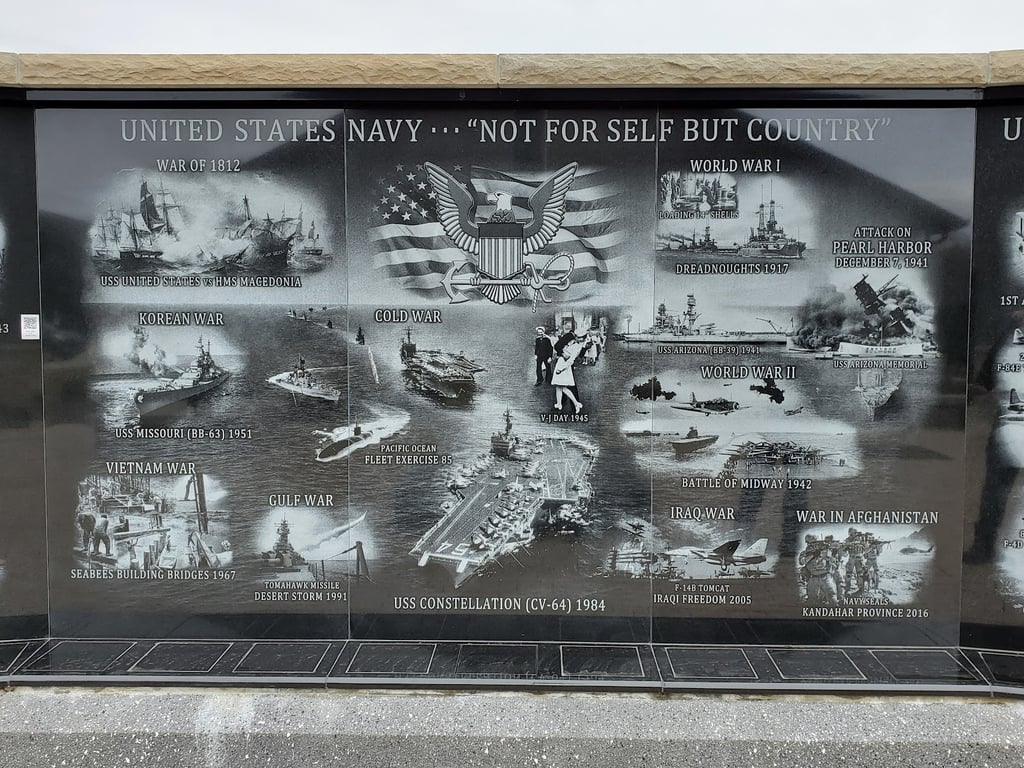 UNITED STATES NAVY ··· “NOT FOR SELF BUT COUNTRY”
U
WAR OF 1812
USS UNITED STATES vs HMS MACEDONIA
WORLD WAR I
LOADING 14" SHELLS
DREADNOUGHTS 1917
ATTACK ON
PEARL HARBOR
DECEMBER 7, 1941
USS ARIZONA (BB-39) 1941
USS ARIZONA MEMORIAL
KOREAN WAR
USS MISSOURI (BB-63) 1951
COLD WAR
PACIFIC OCEAN
FLEET EXERCISE 85
V-J DAY 1945
WORLD WAR II
BATTLE OF MIDWAY 1942
VIETNAM WAR
SEABEES BUILDING BRIDGES 1967
GULF WAR
TOMAHAWK MISSILE
DESERT STORM 1991
64
USS CONSTELLATION (CV-64) 1984
IRAQ WAR
F-14B TOMCAT
IRAQI FREEDOM 2005
WAR IN AFGHANISTAN
NAVY SEALS
KANDAHAR PROVINCE 2016
3
1ST
F-84E
F-4D